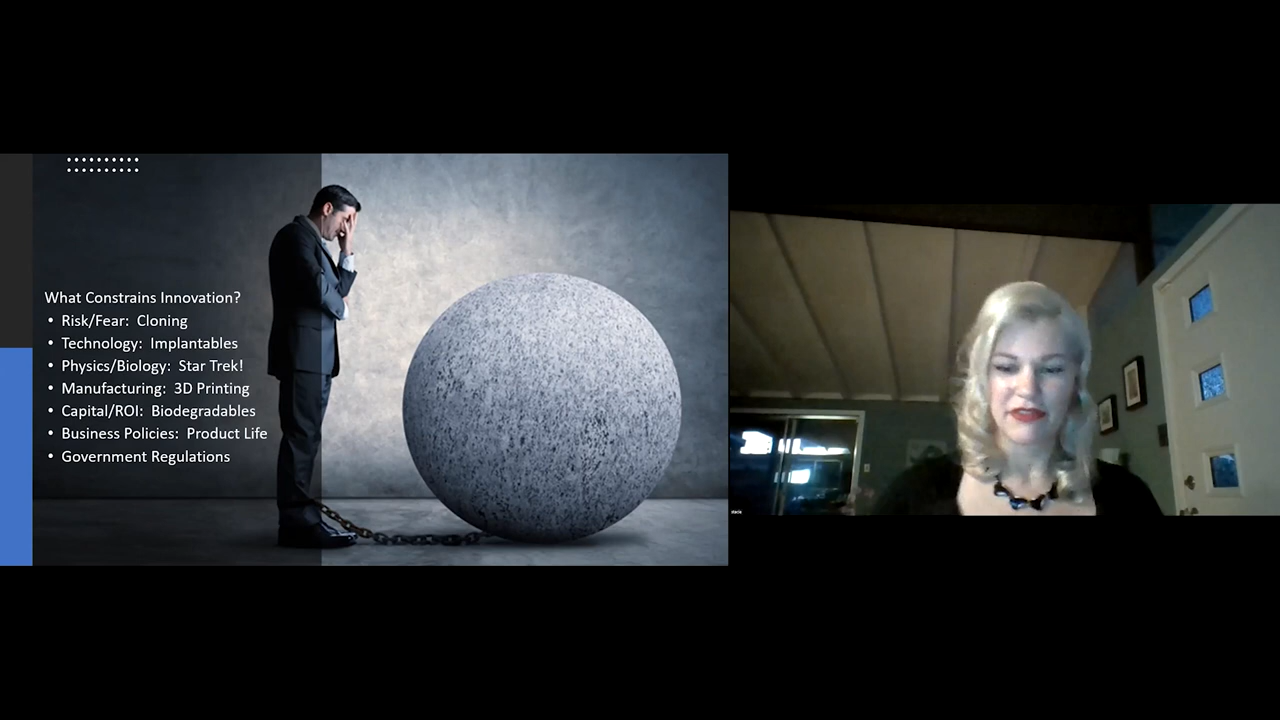 What Constrains Innovation?
• Risk/Fear: Cloning
• Technology: Implantables
• Physics/Biology: Star Trek!
• Manufacturing: 3D Printing
• Capital/ROI: Biodegradables
• Business Policies: Product Life
• Government Regulations
stacia